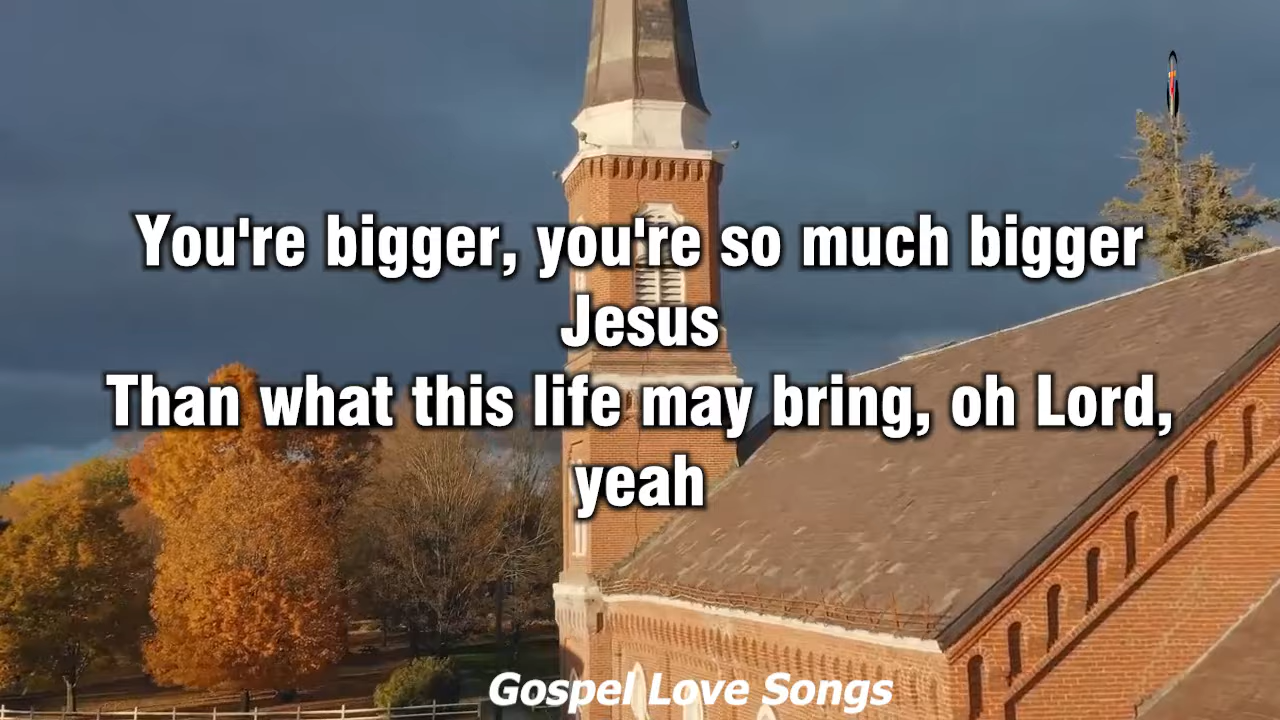 You're bigger, you're so much bigger
Jesus
Than what this life may bring, oh Lord,
yeah
Gospel Love Songs